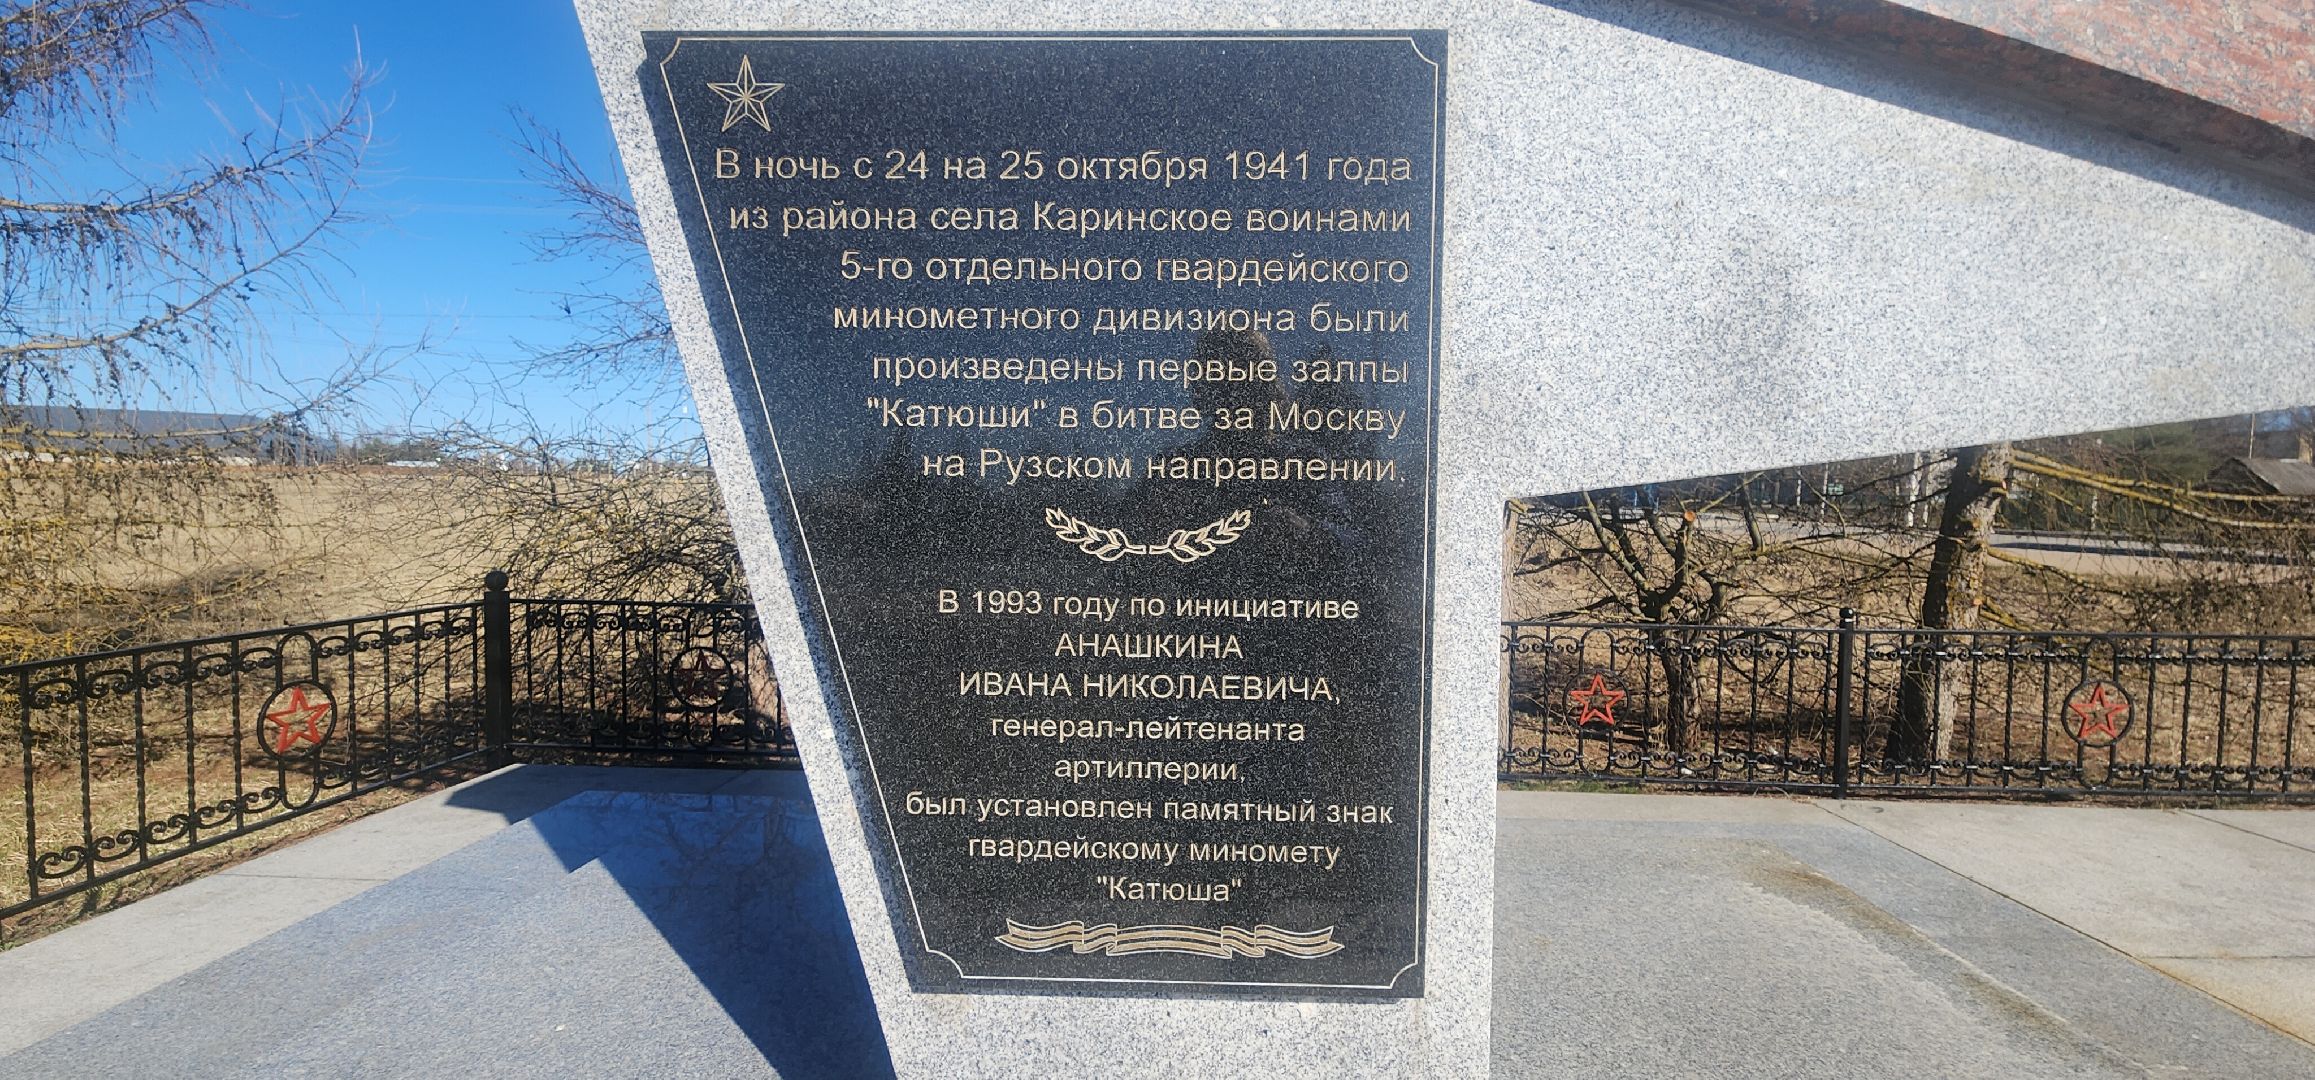 В ночь с 24 на 25 октября 1941 года
из района села Каринское воинами
5-го отдельного гвардейского
миномётного дивизиона были
произведены первые залпы
"Катюши" в битве за Москву
на Рузском направлении.
В 1993 году по инициативе
АНАШКИНА
ИВАНА НИКОЛАЕВИЧА,
генерал-лейтенанта
артиллерии,
был установлен памятный знак
гвардейскому миномету
"Катюша"